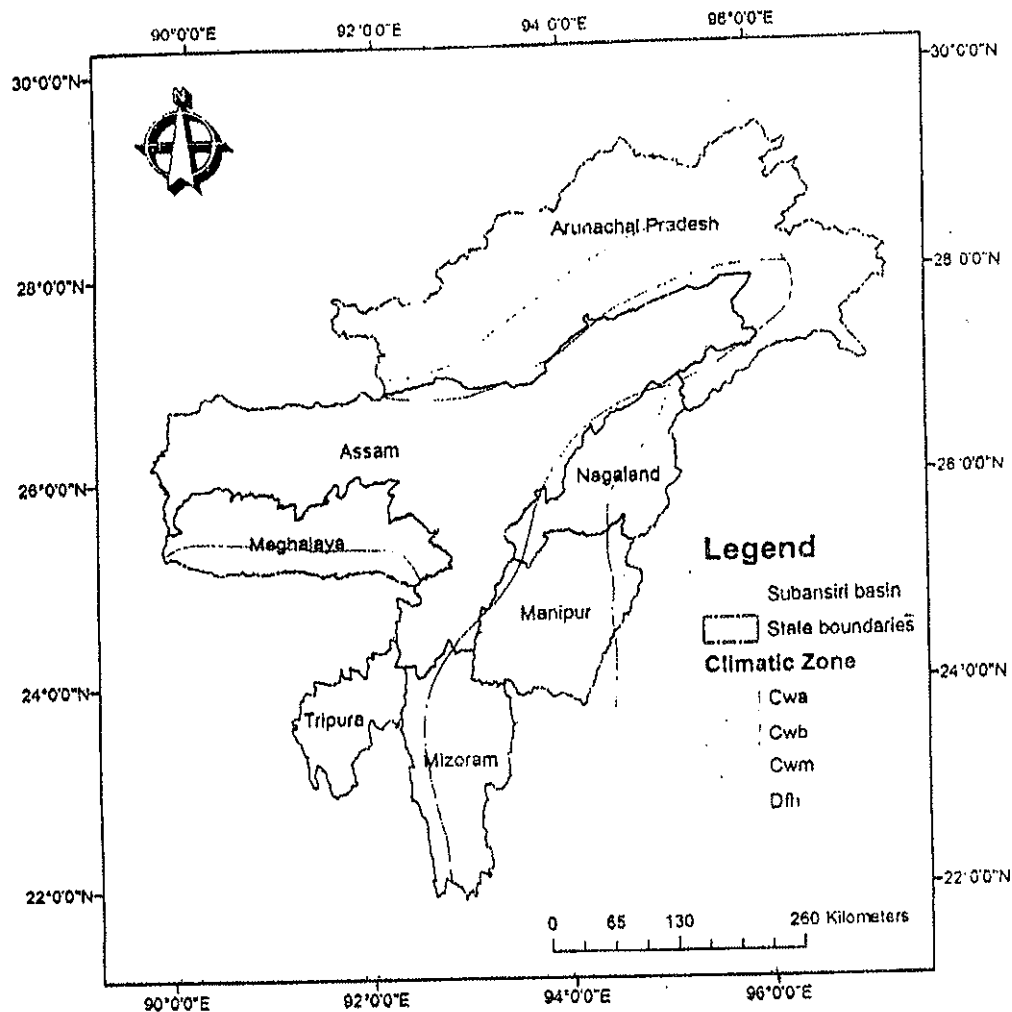 90°0'0"E 92°0'0"E 94°0'0"E 96°0'0"E
30°0'0"N 30°0'0"N
N
Arunachal Pradesh
28°0'0"N 28°0'0"N
Assam
Nagaland
26°0'0"N 26°0'0"N
Meghalaya
Legend
Subansiri basin
Manipur
State boundaries
Climatic Zone
24°0'0"N 24°0'0"N
Cwa
Tripura
Cwb
Mizoram
Cwm
Dfh
22°0'0"N 22°0'0"N
0 65 130 260 Kilometers
90°0'0"E 92°0'0"E 94°0'0"E 96°0'0"E